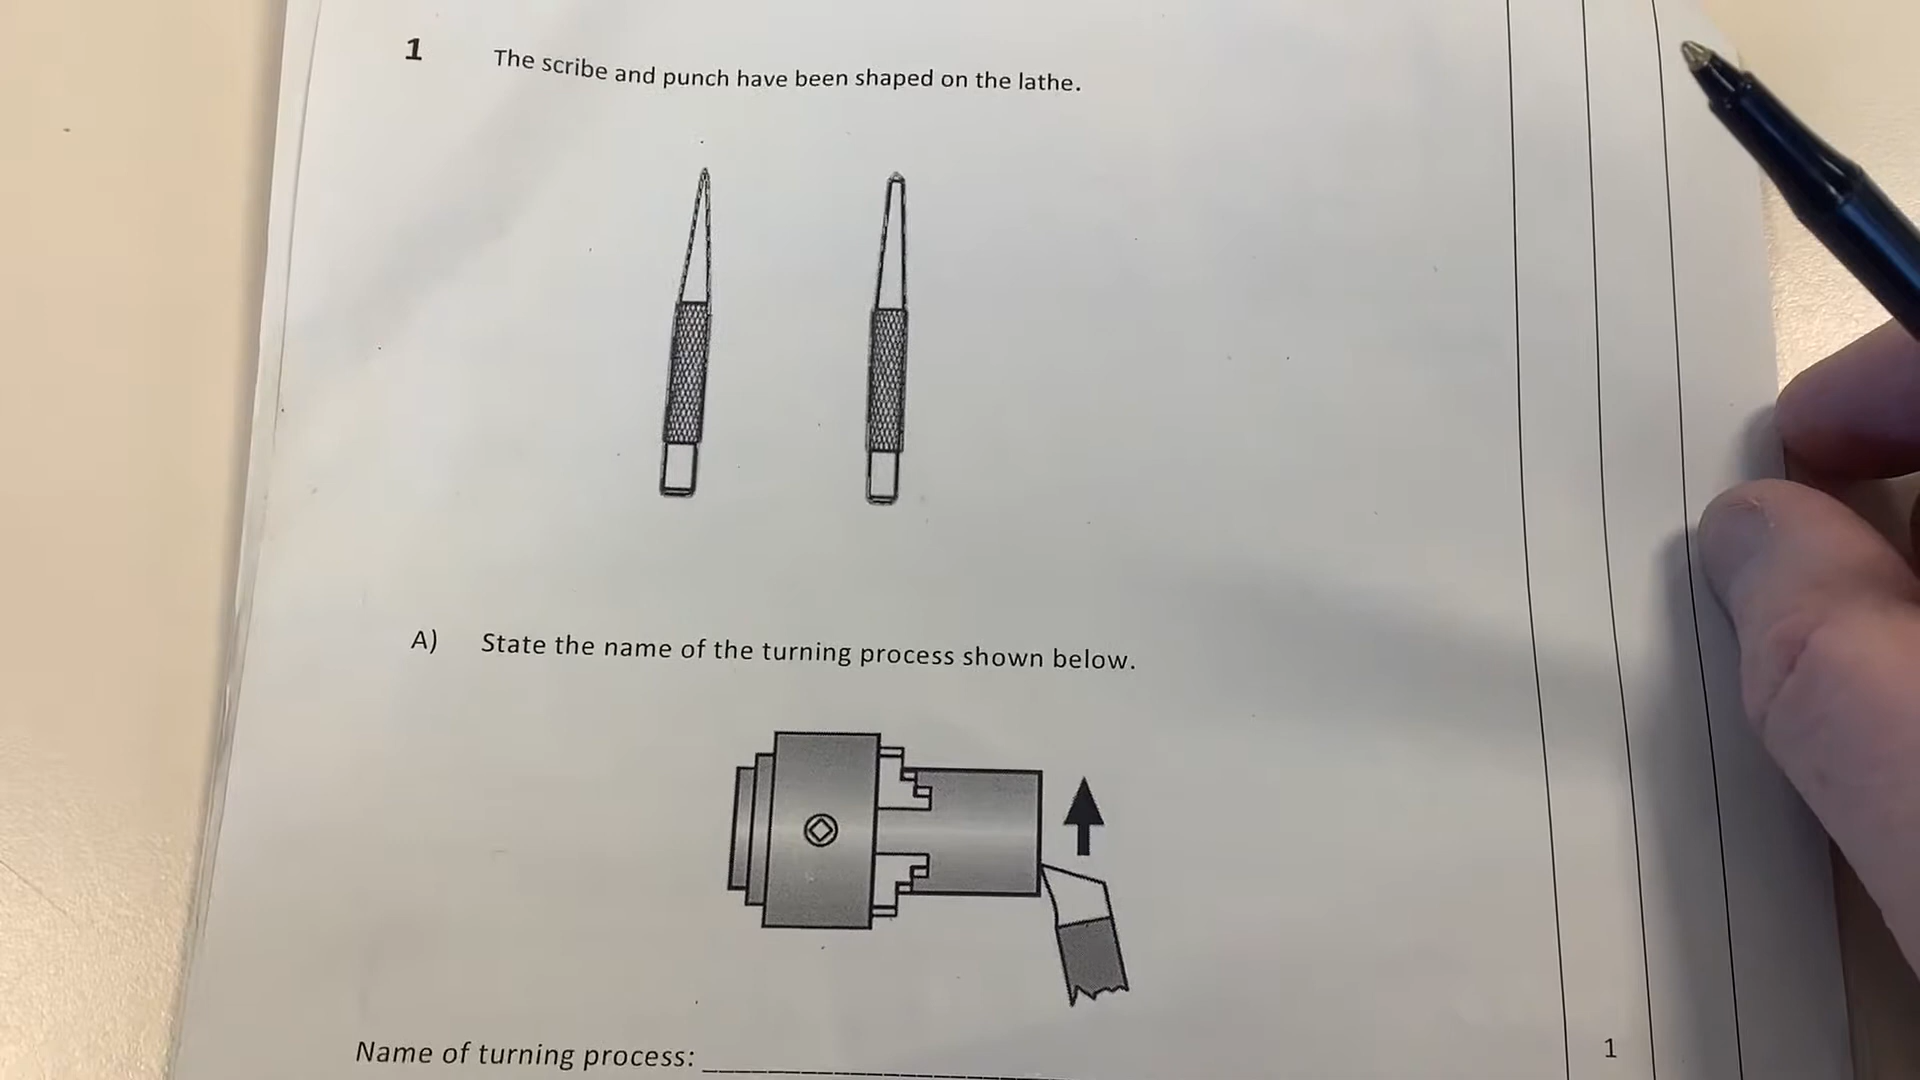 1 The scribe and punch have been shaped on the lathe.
A) State the name of the turning process shown below.
Name of turning process:
1